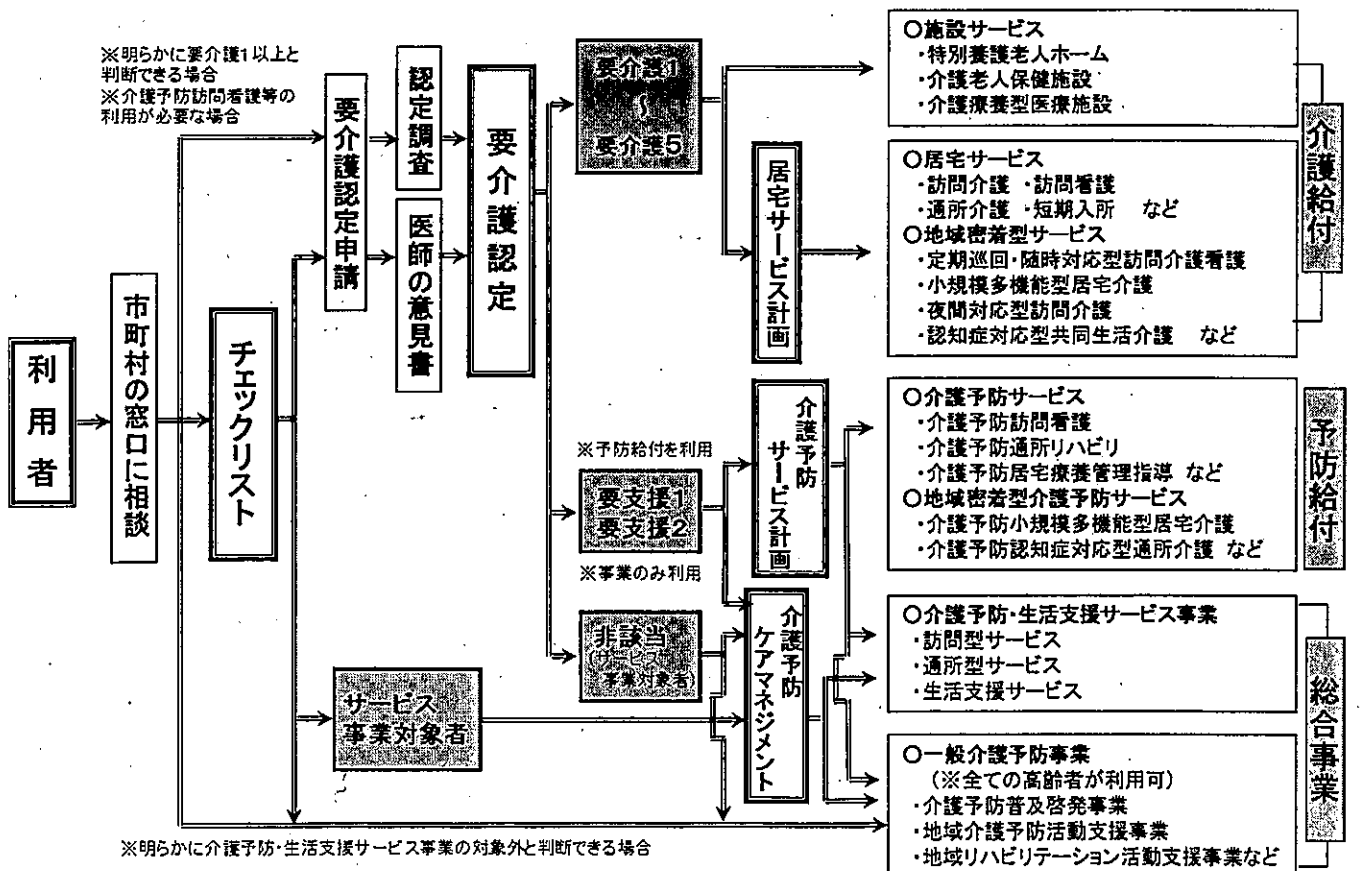 ※明らかに要介護1以上と
判断できる場合
※介護予防訪問看護等の
利用が必要な場合
利用者
市町村の窓口に相談
チェックリスト
要介護認定申請
認定調査
医師の意見書
要介護認定
要介護1
～
要介護5
居宅サービス計画
※予防給付を利用
要支援1
要支援2
※事業のみ利用
非該当
(サービス
事業対象者)
サービス
事業対象者
介護予防
サービス計画
介護予防
ケアマネジメント
○施設サービス
・特別養護老人ホーム
・介護老人保健施設
・介護療養型医療施設
○居宅サービス
・訪問介護 ・訪問看護
・通所介護 ・短期入所 など
○地域密着型サービス
・定期巡回・随時対応型訪問介護看護
・小規模多機能型居宅介護
・夜間対応型訪問介護
・認知症対応型共同生活介護 など
介護給付
○介護予防サービス
・介護予防訪問看護
・介護予防通所リハビリ
・介護予防居宅療養管理指導 など
○地域密着型介護予防サービス
・介護予防小規模多機能型居宅介護
・介護予防認知症対応型通所介護 など
予防給付
○介護予防・生活支援サービス事業
・訪問型サービス
・通所型サービス
・生活支援サービス
○一般介護予防事業
(※全ての高齢者が利用可)
・介護予防普及啓発事業
・地域介護予防活動支援事業
・地域リハビリテーション活動支援事業など
総合事業
※明らかに介護予防・生活支援サービス事業の対象外と判断できる場合